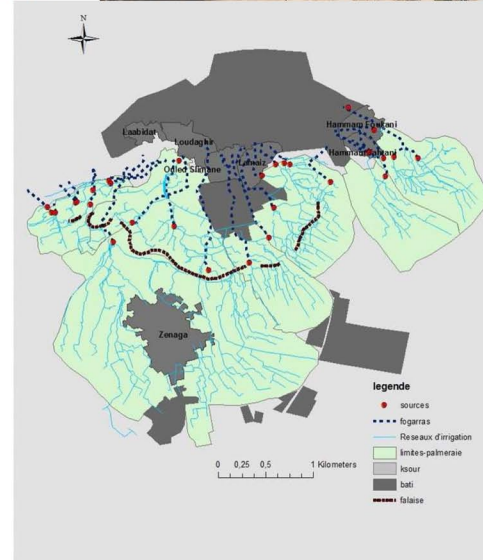 N
Hammam Foukani
Laabidat
Loudaghir
Hammam Tahtani
Lamaiz
Ouled Slimane
Zenaga
legende
sources
fogarras
Reseaux d'irrigation
limites-palmeraie
ksour
bati
falaise
0 0,25 0,5 1 Kilometers